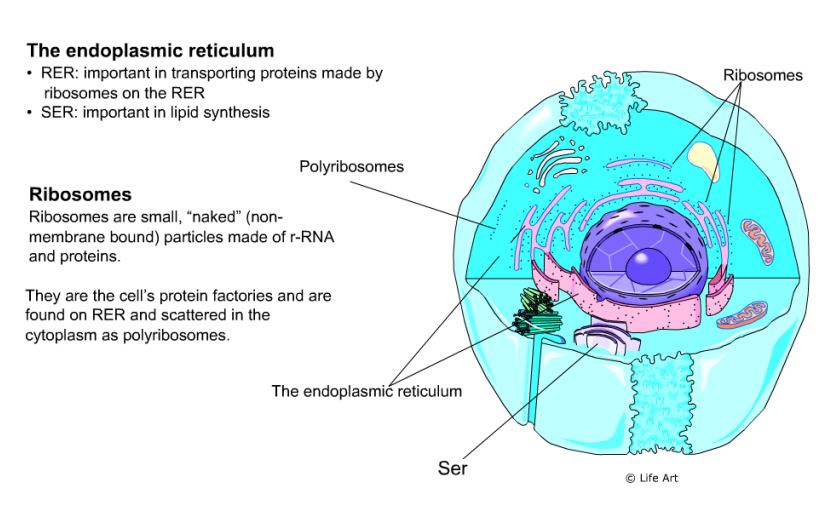 The endoplasmic reticulum
• RER: important in transporting proteins made by
ribosomes on the RER
• SER: important in lipid synthesis
Ribosomes
Polyribosomes
Ribosomes
Ribosomes are small, “naked” (non-
membrane bound) particles made of r-RNA
and proteins.
They are the cell’s protein factories and are
found on RER and scattered in the
cytoplasm as polyribosomes.
The endoplasmic reticulum
Ser
© Life Art